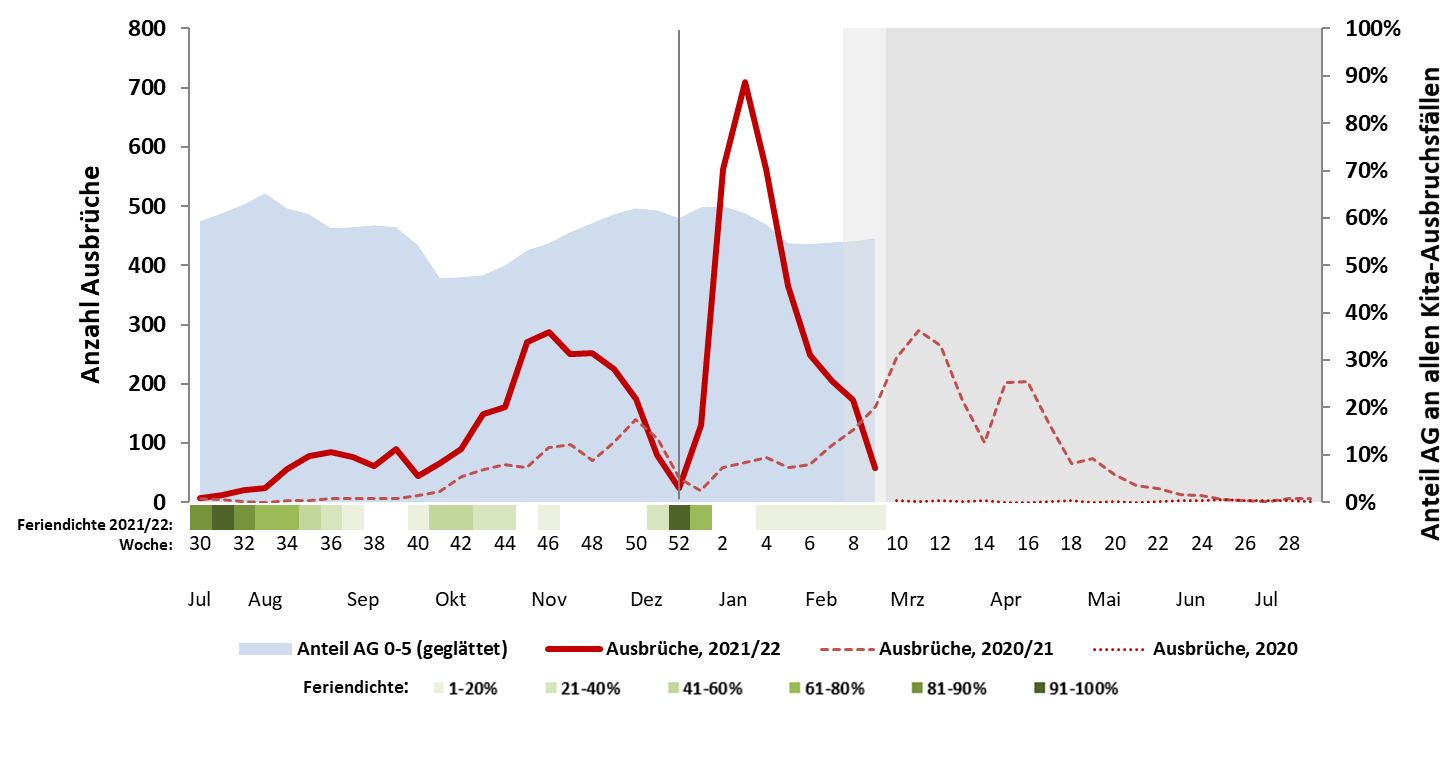 Anzahl Ausbrüche
800
700
600
500
400
300
200
100
0
100%
90%
80%
70%
60%
50%
40%
30%
20%
10%
0%
Anteil AG an allen Kita-Ausbruchsfällen
Feriendichte 2021/22:
Woche: 30 32 34 36 38 40 42 44 46 48 50 52 2 4 6 8 10 12 14 16 18 20 22 24 26 28
Jul Aug Sep Okt Nov Dez Jan Feb Mrz Apr Mai Jun Jul
Anteil AG 0-5 (geglättet) Ausbrüche, 2021/22 Ausbrüche, 2020/21 Ausbrüche, 2020
Feriendichte: 1-20% 21-40% 41-60% 61-80% 81-90% 91-100%